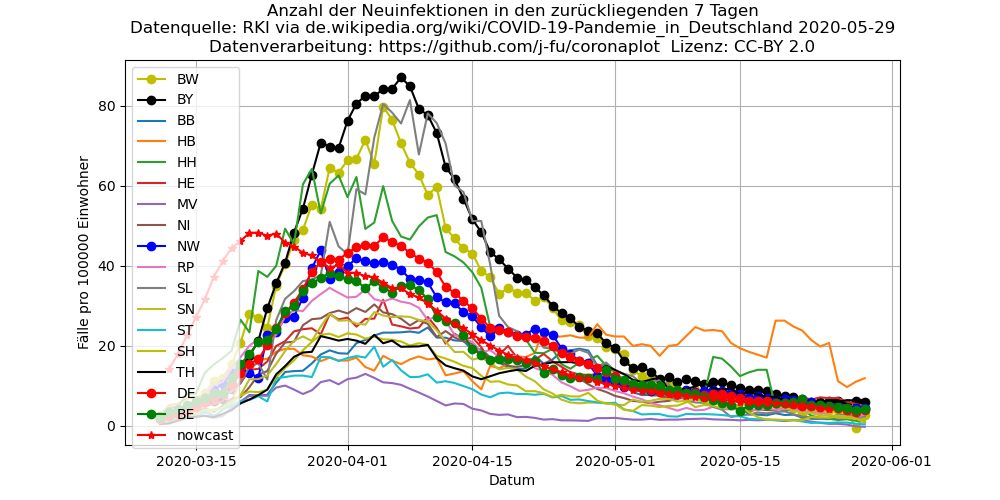 Anzahl der Neuinfektionen in den zurückliegenden 7 Tagen
Datenquelle: RKI via de.wikipedia.org/wiki/COVID-19-Pandemie_in_Deutschland 2020-05-29
Datenverarbeitung: https://github.com/j-fu/coronaplot Lizenz: CC-BY 2.0
Fälle pro 100000 Einwohner
80
60
40
20
0
BW
BY
BB
HB
HH
HE
MV
NI
NW
RP
SL
SN
ST
SH
TH
DE
BE
nowcast
2020-03-15
2020-04-01
2020-04-15
2020-05-01
2020-05-15
2020-06-01
Datum